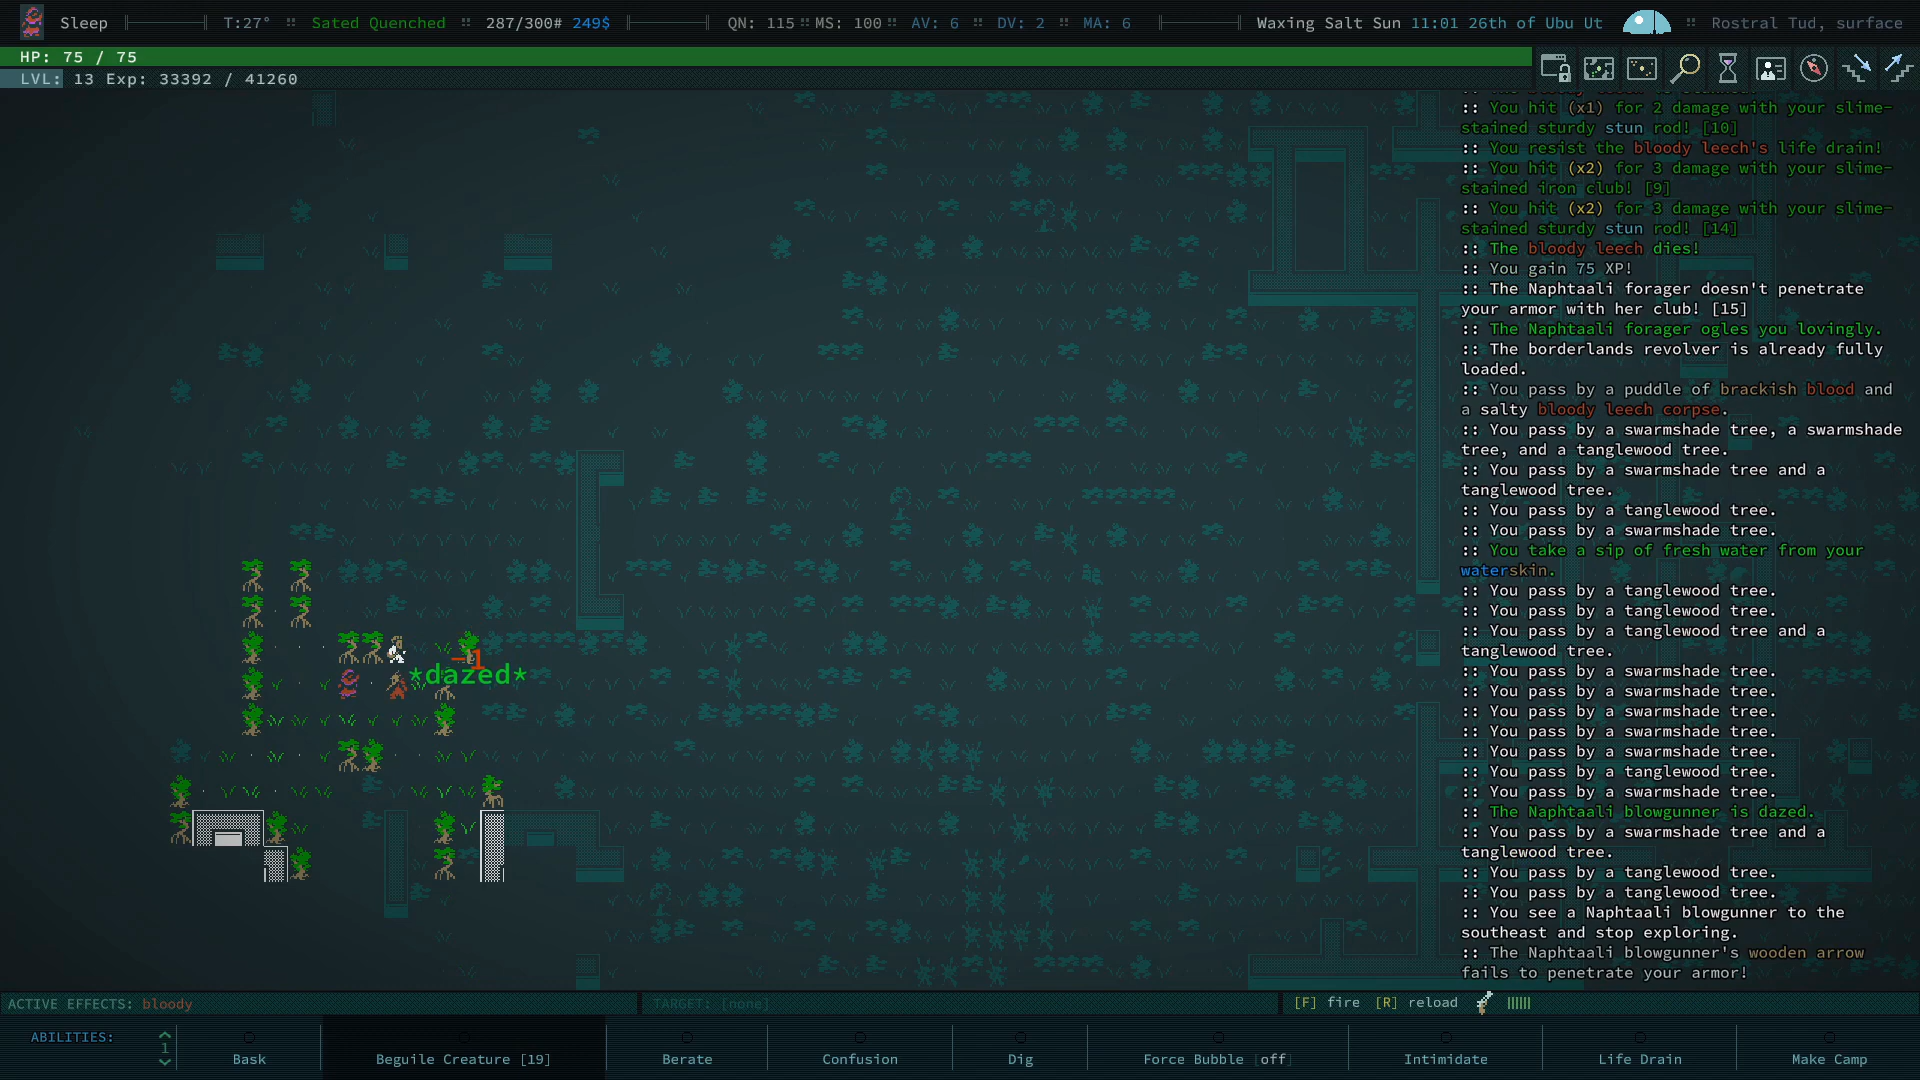 Sleep T:27° :: Sated Quenched :: 287/300# 249$ QN: 115 :: MS: 100 :: AV: 6 :: DV: 2 :: MA: 6 Waxing Salt Sun 11:01 26th of Ubu Ut :: Rostral Tud, surface
HP: 75 / 75
LVL: 13 Exp: 33392 / 41260
:: You hit (x1) for 2 damage with your slime-
stained sturdy stun rod! [10]
:: You resist the bloody leech's life drain!
:: You hit (x2) for 3 damage with your slime-
stained iron club! [9]
:: You hit (x2) for 3 damage with your slime-
stained sturdy stun rod! [14]
:: The bloody leech dies!
:: You gain 75 XP!
:: The Naphtaali forager doesn't penetrate
your armor with her club! [15]
:: The Naphtaali forager ogles you lovingly.
:: The borderlands revolver is already fully
loaded.
:: You pass by a puddle of brackish blood and
a salty bloody leech corpse.
:: You pass by a swarmshade tree, a swarmshade
tree, and a tanglewood tree.
:: You pass by a swarmshade tree and a
tanglewood tree.
:: You pass by a tanglewood tree.
:: You pass by a swarmshade tree.
:: You take a sip of fresh water from your
waterskin.
:: You pass by a tanglewood tree.
:: You pass by a tanglewood tree.
:: You pass by a tanglewood tree and a
tanglewood tree.
:: You pass by a swarmshade tree.
:: You pass by a swarmshade tree.
:: You pass by a swarmshade tree.
:: You pass by a swarmshade tree.
:: You pass by a swarmshade tree.
:: You pass by a tanglewood tree.
:: You pass by a swarmshade tree.
:: The Naphtaali blowgunner is dazed.
:: You pass by a swarmshade tree and a
tanglewood tree.
:: You pass by a tanglewood tree.
:: You pass by a tanglewood tree.
:: You see a Naphtaali blowgunner to the
southeast and stop exploring.
:: The Naphtaali blowgunner's wooden arrow
fails to penetrate your armor!
-1
*dazed*
ACTIVE EFFECTS: bloody TARGET: [none] [F] fire [R] reload
ABILITIES: 1 Bask Beguile Creature [19] Berate Confusion Dig Force Bubble [off] Intimidate Life Drain Make Camp